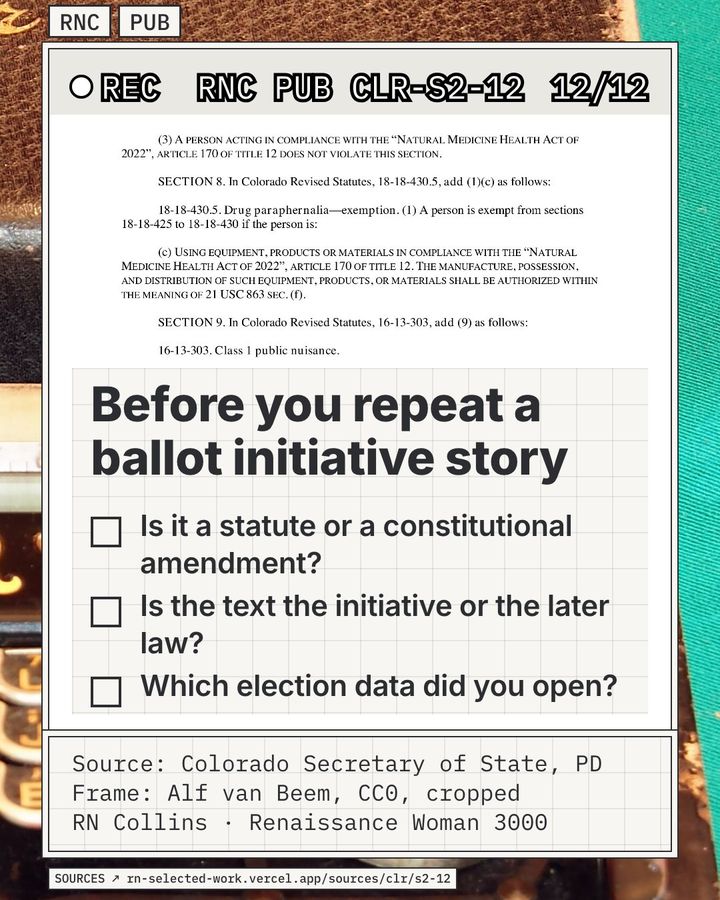 RNC PUB
REC RNC PUB CLR-S2-12 12/12
(3) A PERSON ACTING IN COMPLIANCE WITH THE “NATURAL MEDICINE HEALTH ACT OF
2022”, ARTICLE 170 OF TITLE 12 DOES NOT VIOLATE THIS SECTION.
SECTION 8. In Colorado Revised Statutes, 18-18-430.5, add (1)(c) as follows:
18-18-430.5. Drug paraphernalia—exemption. (1) A person is exempt from sections
18-18-425 to 18-18-430 if the person is:
(c) USING EQUIPMENT, PRODUCTS OR MATERIALS IN COMPLIANCE WITH THE “NATURAL
MEDICINE HEALTH ACT OF 2022”, ARTICLE 170 OF TITLE 12. THE MANUFACTURE, POSSESSION,
AND DISTRIBUTION OF SUCH EQUIPMENT, PRODUCTS, OR MATERIALS SHALL BE AUTHORIZED WITHIN
THE MEANING OF 21 USC 863 SEC. (f).
SECTION 9. In Colorado Revised Statutes, 16-13-303, add (9) as follows:
16-13-303. Class 1 public nuisance.
Before you repeat a
ballot initiative story
Is it a statute or a constitutional
amendment?
Is the text the initiative or the later
law?
Which election data did you open?
Source: Colorado Secretary of State, PD
Frame: Alf van Beem, CC0, cropped
RN Collins · Renaissance Woman 3000
SOURCES ↗ rn-selected-work.vercel.app/sources/clr/s2-12